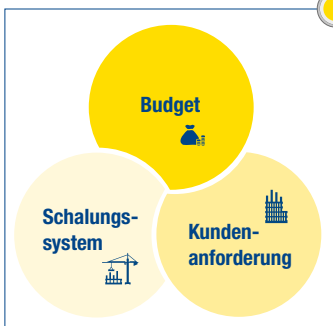 Budget
Schalungs-
system
Kunden-
anforderung